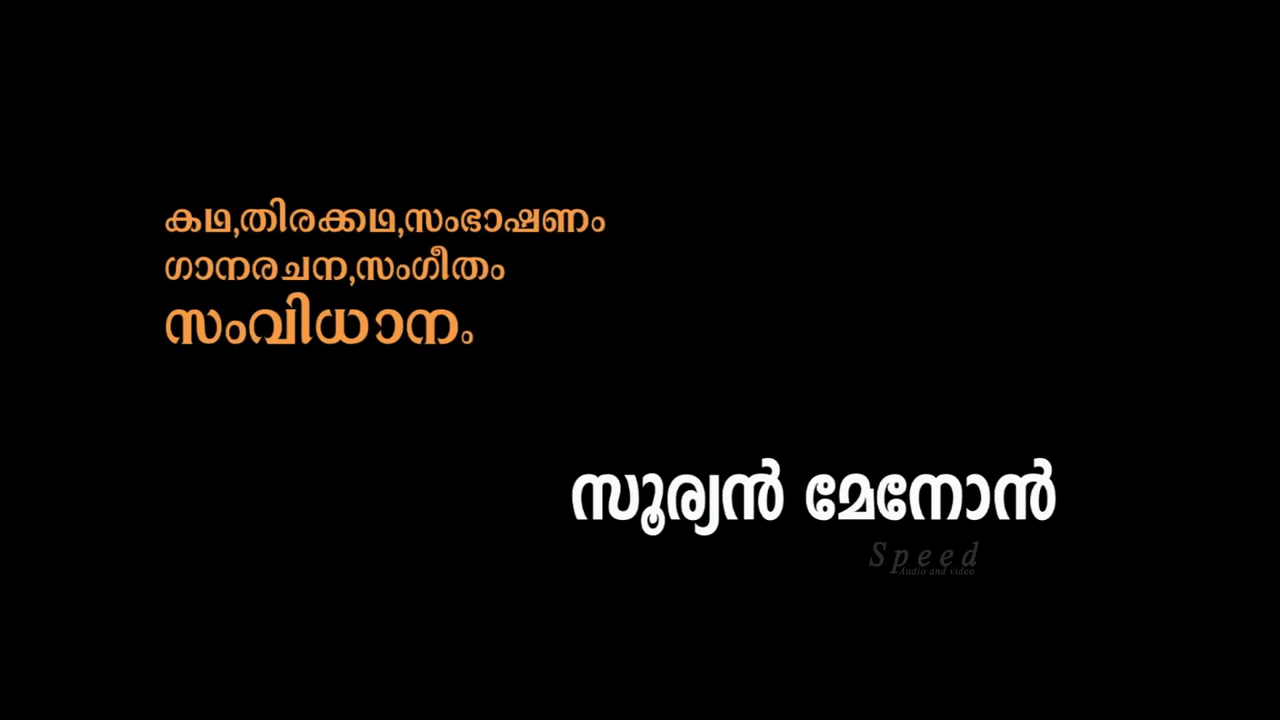 കഥ,തിരക്കഥ,സംഭാഷണം
ഗാനരചന,സംഗീതം
സംവിധാനം
സൂര്യൻ മേനോൻ
Speed
Audio and video